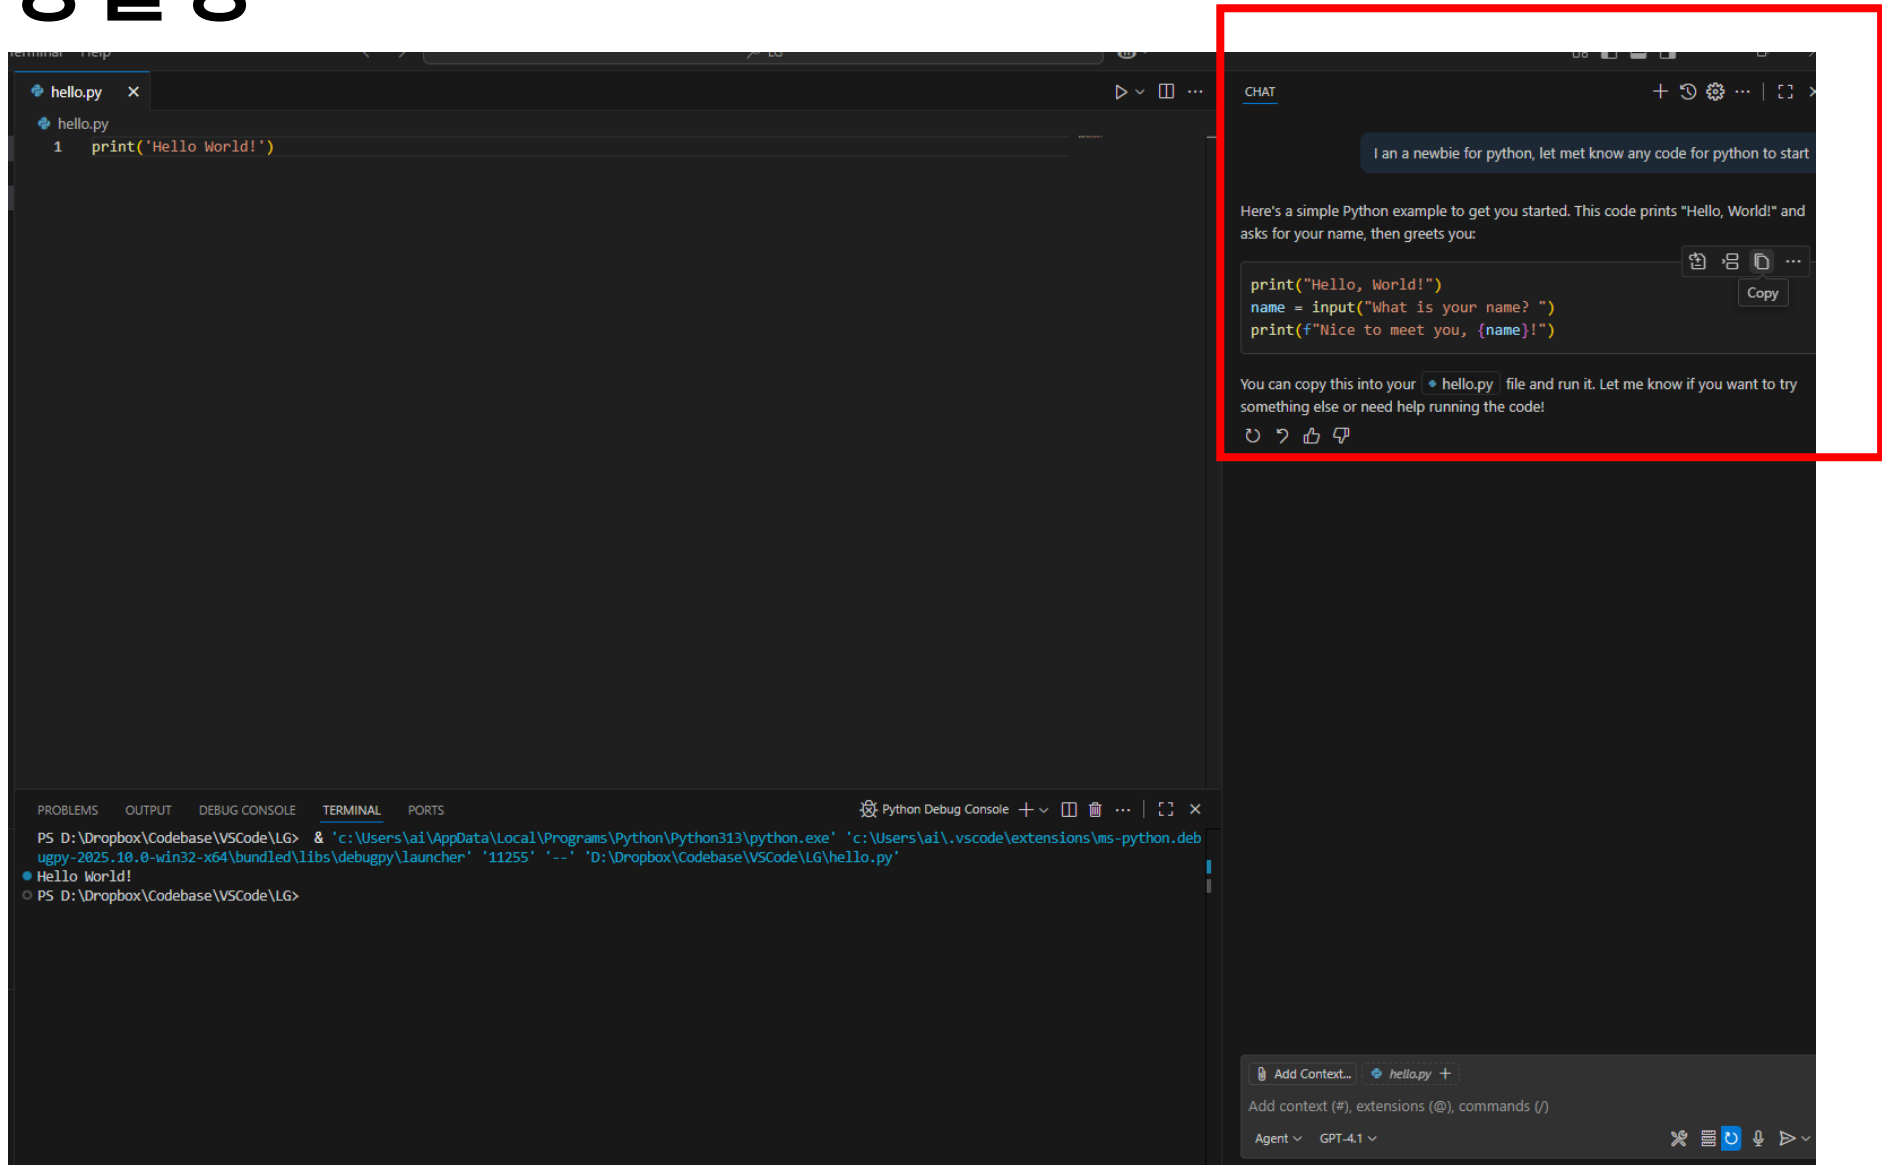 hello.py
CHAT
hello.py
1 print('Hello World!')
I an a newbie for python, let met know any code for python to start
Here's a simple Python example to get you started. This code prints "Hello, World!" and
asks for your name, then greets you:
print("Hello, World!")
name = input("What is your name? ")
print(f"Nice to meet you, {name}!")
Copy
You can copy this into your hello.py file and run it. Let me know if you want to try
something else or need help running the code!
PROBLEMS OUTPUT DEBUG CONSOLE TERMINAL PORTS
Python Debug Console
PS D:\Dropbox\Codebase\VSCode\LG> & 'c:\Users\ai\AppData\Local\Programs\Python\Python313\python.exe' 'c:\Users\ai\.vscode\extensions\ms-python.deb
ugpy-2025.10.0-win32-x64\bundled\libs\debugpy\launcher' '11255' '--' 'D:\Dropbox\Codebase\VSCode\LG\hello.py'
Hello World!
PS D:\Dropbox\Codebase\VSCode\LG>
Add Context... hello.py
Add context (#), extensions (@), commands (/)
Agent GPT-4.1